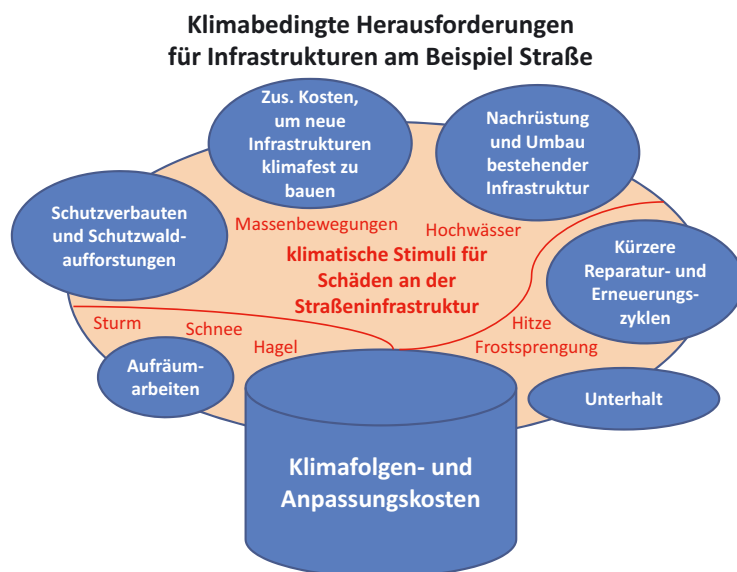 Klimabedingte Herausforderungen
für Infrastrukturen am Beispiel Straße
Zus. Kosten,
um neue
Infrastrukturen
klimafest zu
bauen
Nachrüstung
und Umbau
bestehender
Infrastruktur
Schutzverbauten
und Schutzwald-
aufforstungen
Massenbewegungen
Hochwässer
klimatische Stimuli für
Schäden an der
Straßeninfrastruktur
Kürzere
Reparatur- und
Erneuerungs-
zyklen
Sturm
Schnee
Hagel
Hitze
Frostsprengung
Aufräum-
arbeiten
Unterhalt
Klimafolgen- und
Anpassungskosten